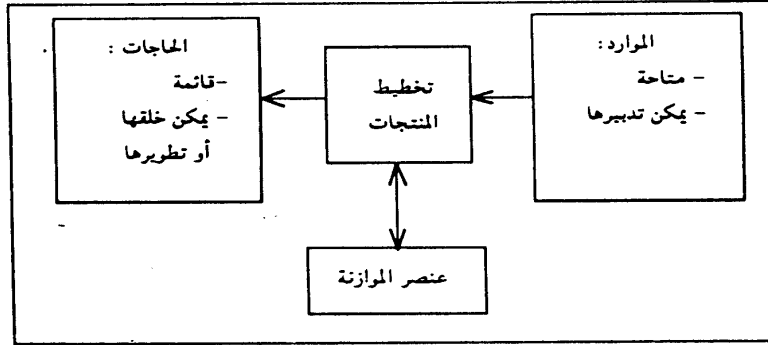 الموارد:
- متاحة
- يمكن تدبيرها
تخطيط
المنتجات
الحاجات :
-قائمة
- يمكن خلقها
أو تطويرها
عنصر الموازنة